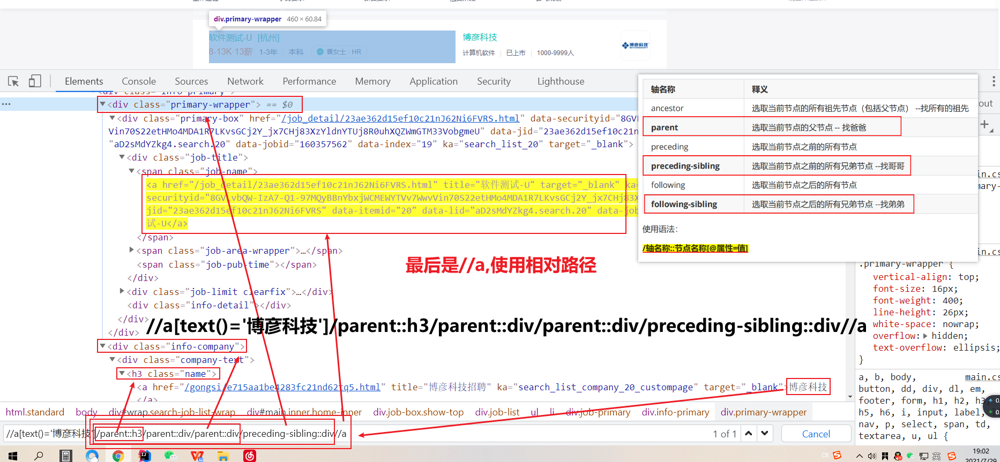 div.primary-wrapper 460 × 60.84
软件测试-U [杭州]
8-13K·13薪 1-3年 本科 曹女士 HR
博彦科技
计算机软件 已上市 1000-9999人
博彦科技
BEYONDSOFT
Elements Console Sources Network Performance Memory Application Security Lighthouse
轴名称 释义
ancestor 选取当前节点的所有祖先节点（包括父节点） --找所有的祖先
parent 选取当前节点的父节点 -- 找爸爸
preceding 选取当前节点之前的所有节点
preceding-sibling 选取当前节点之前的所有兄弟节点 --找哥哥
following 选取当前节点之后的所有节点
following-sibling 选取当前节点之后的所有兄弟节点 --找弟弟
使用语法：
/轴名称::节点名称[@属性=值]
<div class="info-primary">
<div class="primary-wrapper"> == $0
<div class="primary-box" href="/job_detail/23ae362d15ef10c21nJ62Ni6FVRS.html" data-securityid="8GV
Vin70S22etHMo4MDA1R7LKvsGCj2Y_jx7CHj83XzYldnYTUj8R0uhXQZWmGTM33VobgmeU" data-jid="23ae362d15ef10c21
"aD2sMdYZkg4.search.20" data-jobid="160357562" data-index="19" ka="search_list_20" target="_blank">
<div class="job-title">
<span class="job-name">
<a href="/job_detail/23ae362d15ef10c21nJ62Ni6FVRS.html" title="软件测试-U" target="_blank" ka=
securityid="8GVLvbQW-IzA7-Q1-97MQyBBnYbxjWCMEWYTVv7WwvVin70S22etHMo4MDA1R7LKvsGCj2Y_jx7CHj83X
jid="23ae362d15ef10c21nJ62Ni6FVRS" data-itemid="20" data-lid="aD2sMdYZkg4.search.20" data-job
试-U</a>
</span>
<span class="job-area-wrapper">…</span>
<span class="job-pub-time"></span>
</div>
<div class="job-limit clearfix">…</div>
<div class="info-detail"></div>
</div>
</div>
最后是//a,使用相对路径
//a[text()='博彦科技']/parent::h3/parent::div/parent::div/preceding-sibling::div//a
<div class="info-company">
<div class="company-text">
<h3 class="name">
<a href="/gongsi/e715aa1be4283fc21nd62tq5.html" title="博彦科技招聘" ka="search_list_company_20_custompage" target="_blank">博彦科技
</a>
out
in.cs
mary-
in.cs
.primary-wrapper {
vertical-align: top;
font-size: 16px;
font-weight: 400;
line-height: 26px;
white-space: nowrap;
overflow: hidden;
text-overflow: ellipsis;
}
a, b, body, main.cs
button, dd, div, dl, em,
footer, form, h1, h2, h3
h5, h6, i, input, label,
nav, p, select, span, td,
textarea, u, ul {
html.standard body div#wrap.search-job-list-wrap div#main.inner.home-inner div.job-box.show-top div.job-list ul li div.job-primary div.info-primary div.primary-wrapper
//a[text()='博彦科技']/parent::h3/parent::div/parent::div/preceding-sibling::div//a 1 of 1 Cancel
CH 英 19:02
2021/7/29